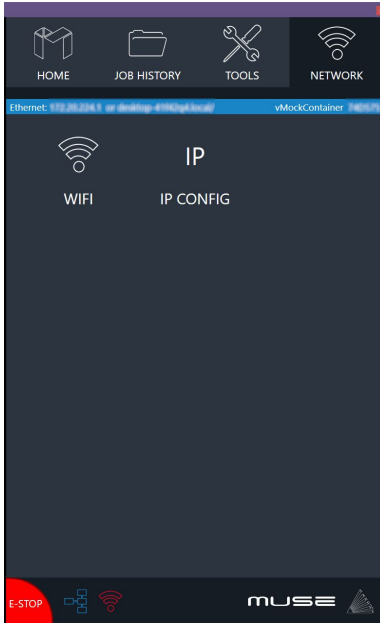 HOME JOB HISTORY TOOLS NETWORK
Ethernet: vMockContainer
IP
WIFI IP CONFIG
E-STOP muse